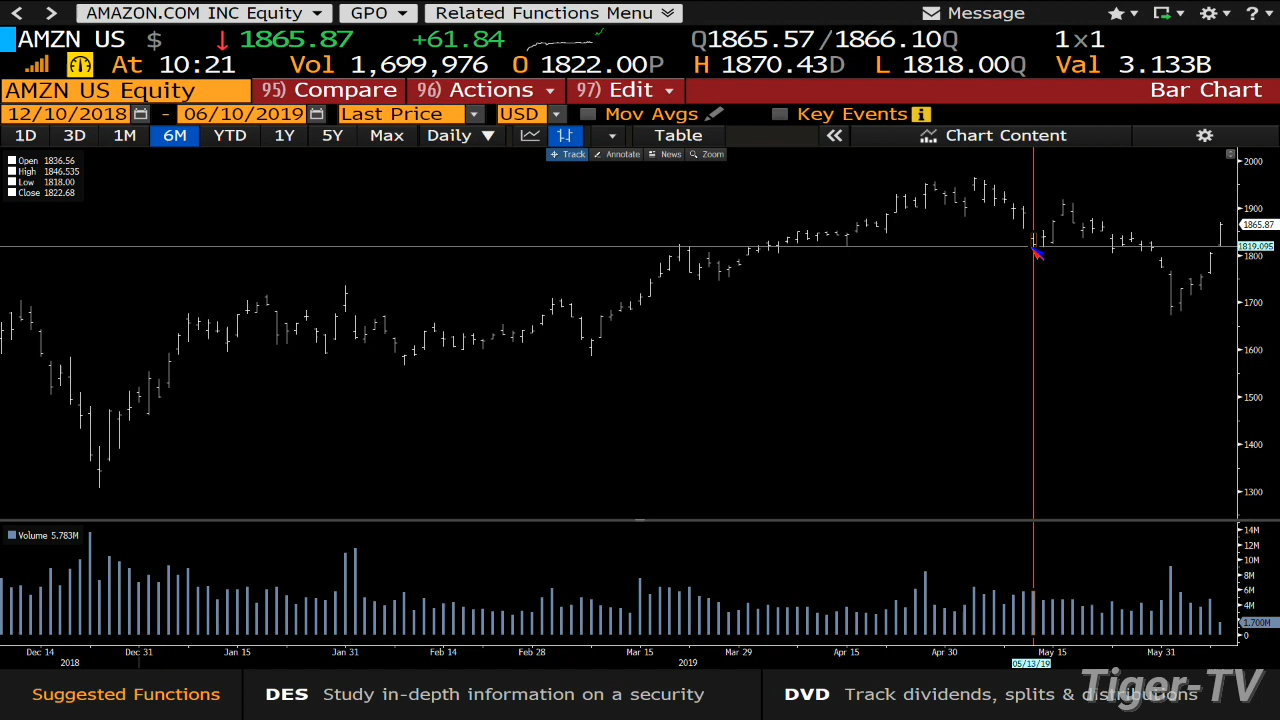 AMAZON.COM INC Equity GPO Related Functions Menu Message ?
AMZN US $ ↓ 1865.87 +61.84 Q1865.57/1866.10Q 1×1
At 10:21 Vol 1,699,976 O 1822.00P H 1870.43D L 1818.00Q Val 3.133B
AMZN US Equity 95) Compare 96) Actions 97) Edit Bar Chart
12/10/2018 - 06/10/2019 Last Price USD Mov Avgs Key Events i
1D 3D 1M 6M YTD 1Y 5Y Max Daily ▼ Table « Chart Content
Track Annotate News Zoom
Open 1836.56
High 1846.535
Low 1818.00
Close 1822.68
2000
1900
1865.87
1819.095
1800
1700
1600
1500
1400
1300
Volume 5.783M
14M
12M
10M
8M
6M
4M
1.700M
0
Dec 14 Dec 31 Jan 15 Jan 31 Feb 14 Feb 28 Mar 15 Mar 29 Apr 15 Apr 30 May 15 May 31
2018 2019 05/13/19
Suggested Functions DES Study in-depth information on a security DVD Track dividends, splits & distributions
Tiger-TV